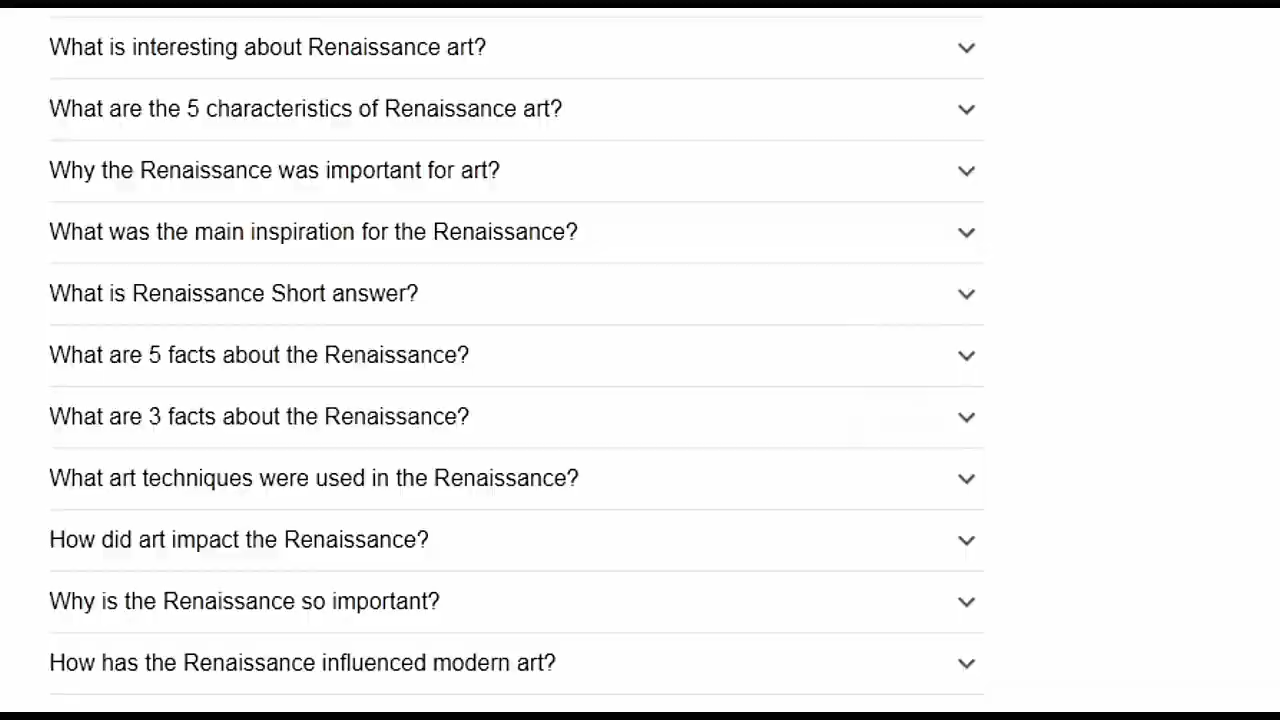 What is interesting about Renaissance art?
What are the 5 characteristics of Renaissance art?
Why the Renaissance was important for art?
What was the main inspiration for the Renaissance?
What is Renaissance Short answer?
What are 5 facts about the Renaissance?
What are 3 facts about the Renaissance?
What art techniques were used in the Renaissance?
How did art impact the Renaissance?
Why is the Renaissance so important?
How has the Renaissance influenced modern art?